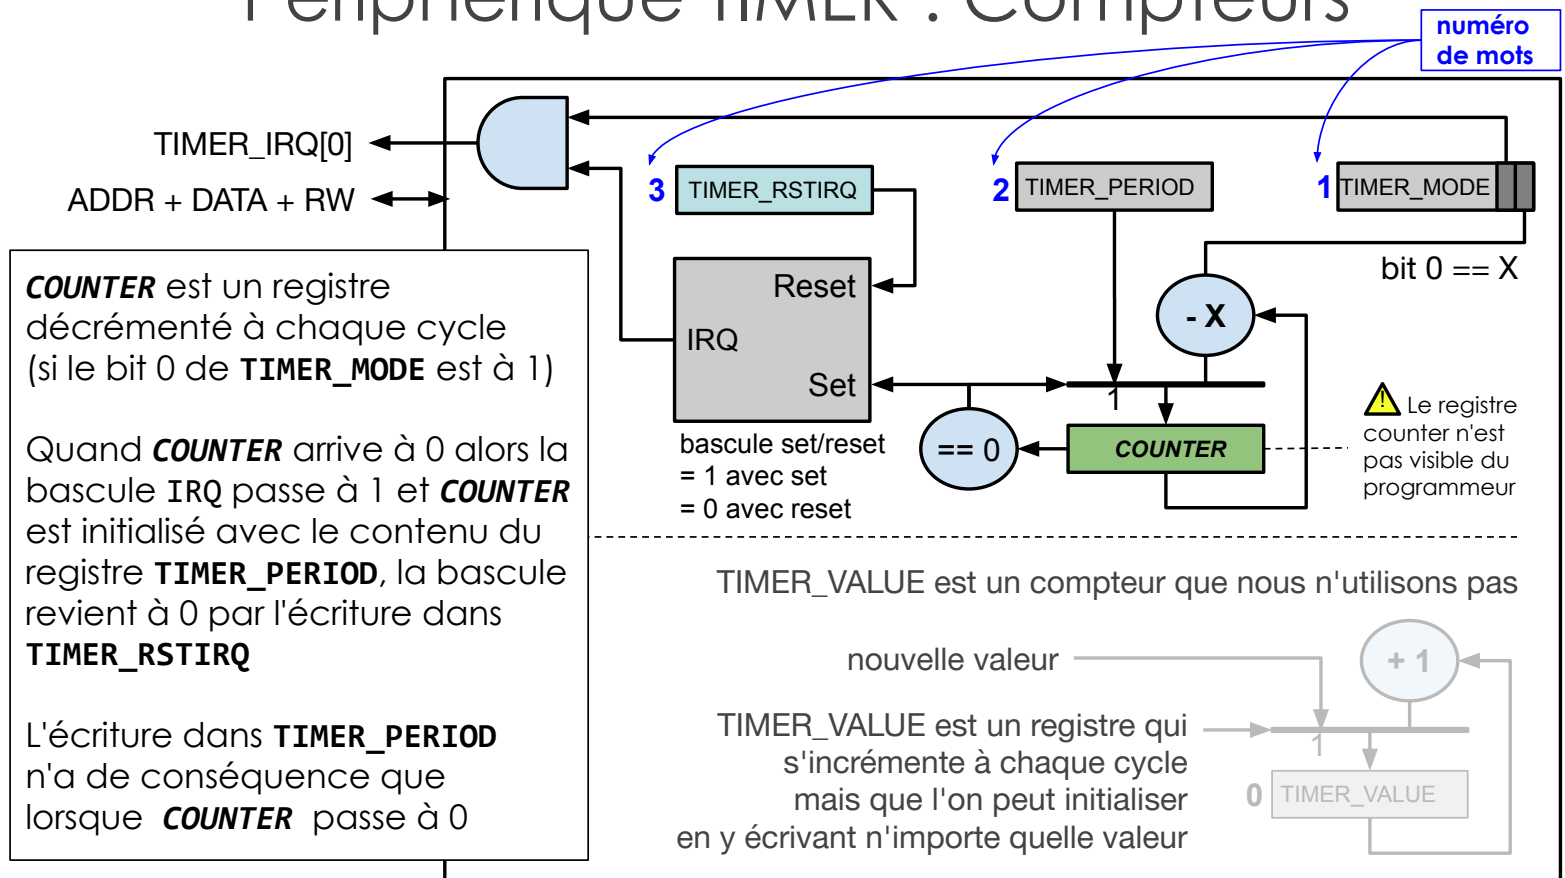 Périphérique TIMER : Compteurs
numéro
de mots
TIMER_IRQ[0]
ADDR + DATA + RW
3 TIMER_RSTIRQ
2 TIMER_PERIOD
1 TIMER_MODE
bit 0 == X
Reset
IRQ
Set
- X
1
== 0
COUNTER
bascule set/reset
= 1 avec set
= 0 avec reset
! Le registre
counter n'est
pas visible du
programmeur
COUNTER est un registre
décrémenté à chaque cycle
(si le bit 0 de TIMER_MODE est à 1)
Quand COUNTER arrive à 0 alors la
bascule IRQ passe à 1 et COUNTER
est initialisé avec le contenu du
registre TIMER_PERIOD, la bascule
revient à 0 par l'écriture dans
TIMER_RSTIRQ
L'écriture dans TIMER_PERIOD
n'a de conséquence que
lorsque COUNTER passe à 0
TIMER_VALUE est un compteur que nous n'utilisons pas
nouvelle valeur
+ 1
TIMER_VALUE est un registre qui
s'incrémente à chaque cycle
mais que l'on peut initialiser
en y écrivant n'importe quelle valeur
1
0 TIMER_VALUE